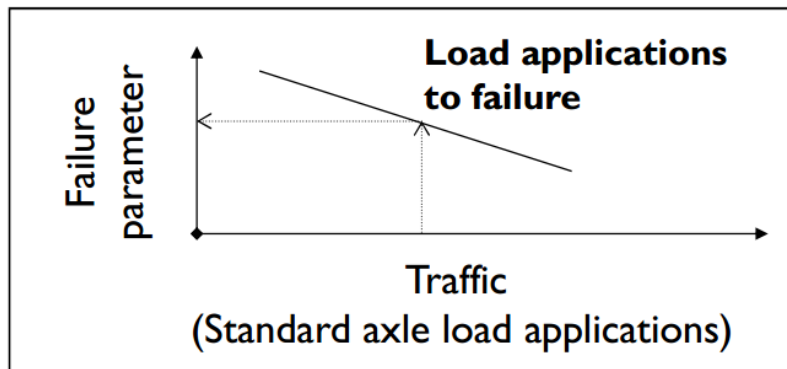 Load applications
to failure
Failure
parameter
Traffic
(Standard axle load applications)